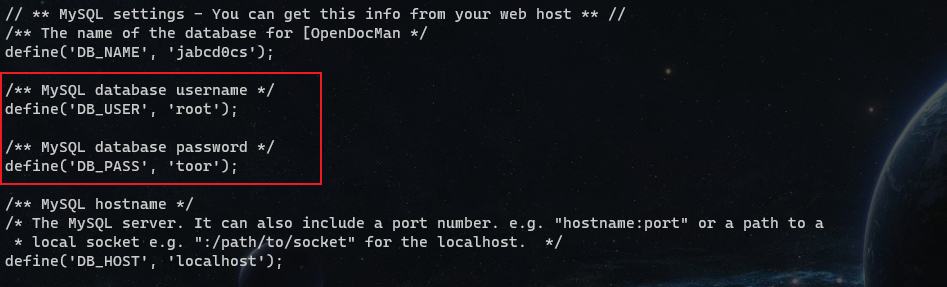 // ** MySQL settings - You can get this info from your web host ** //
/** The name of the database for [OpenDocMan */
define('DB_NAME', 'jabcd0cs');
/** MySQL database username */
define('DB_USER', 'root');
/** MySQL database password */
define('DB_PASS', 'toor');
/** MySQL hostname */
/* The MySQL server. It can also include a port number. e.g. "hostname:port" or a path to a
 * local socket e.g. ":/path/to/socket" for the localhost.  */
define('DB_HOST', 'localhost');